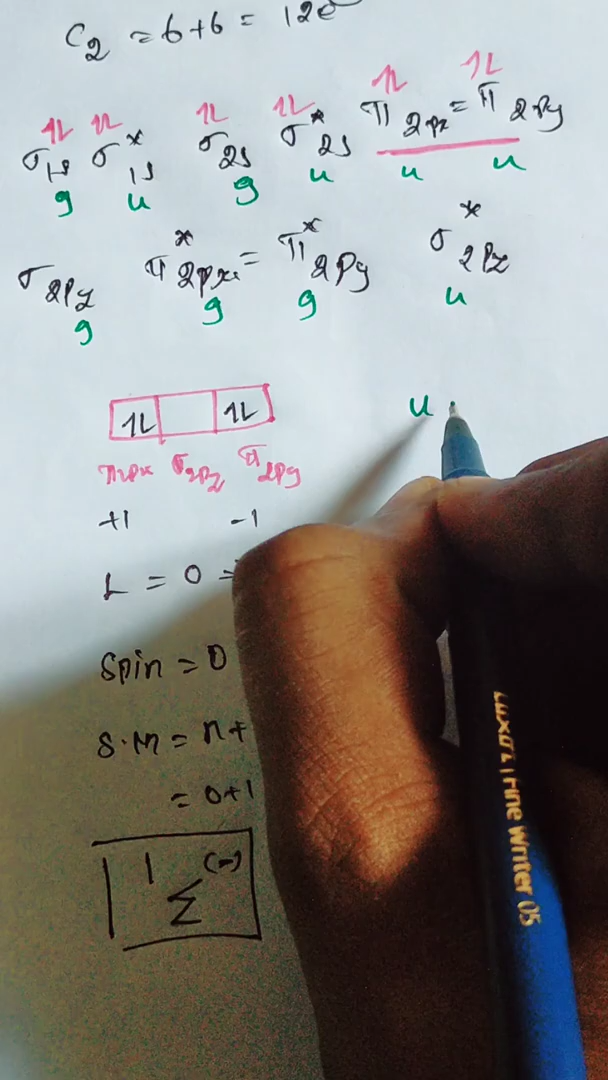 C2 = 6+6 = 12e
1L 1L 1L 1L 1L 1L
σ1s σ*1s σ2s σ*2s π2px = π2py
g u g u u u
σ2pz π*2px = π*2py σ*2pz
g g g u
1L 1L u
π2px σ2pz π2py
+1 -1
L = 0 =
Spin = 0
S.M = n+
= 0+1
1Σ(-)
Luxor Fine Writer 05